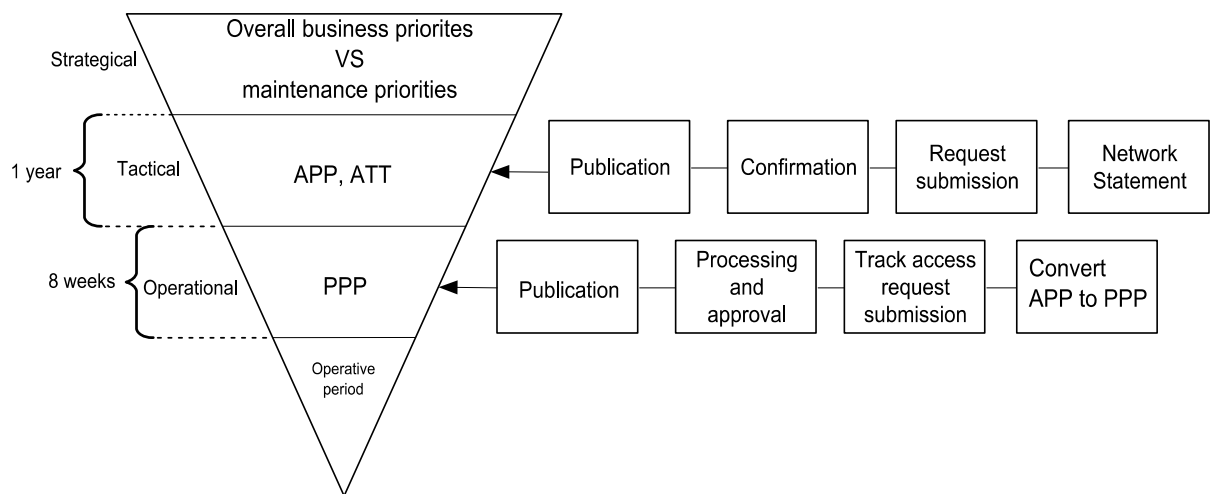 Overall business priorites
VS
maintenance priorities
Strategical
1 year
Tactical
APP, ATT
Publication
Confirmation
Request
submission
Network
Statement
8 weeks
Operational
PPP
Publication
Processing
and
approval
Track access
request
submission
Convert
APP to PPP
Operative
period